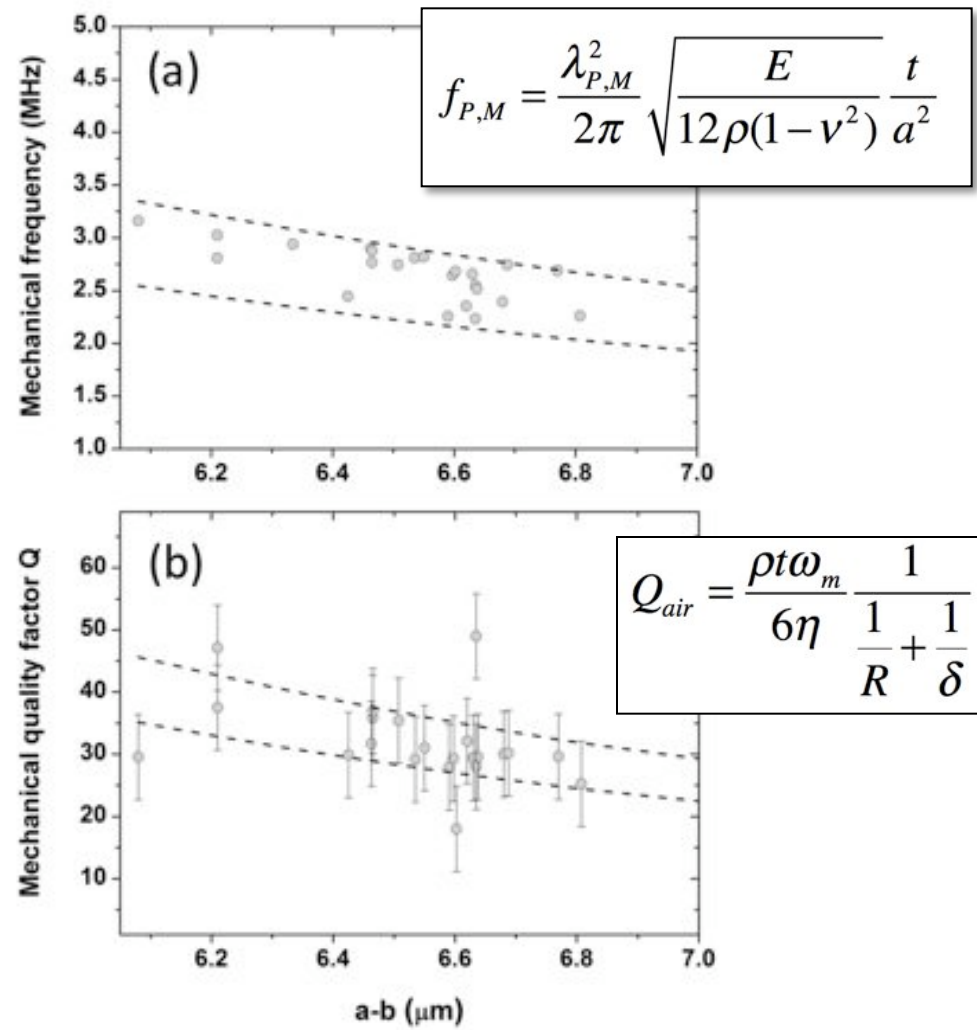 (a)
f_{P,M} = \frac{\lambda_{P,M}^2}{2\pi} \sqrt{\frac{E}{12\rho(1-\nu^2)}} \frac{t}{a^2}
Mechanical frequency (MHz)
5.0
4.5
4.0
3.5
3.0
2.5
2.0
1.5
1.0
6.2 6.4 6.6 6.8 7.0
(b)
Q_{air} = \frac{\rho t \omega_m}{6\eta} \frac{1}{\frac{1}{R}+\frac{1}{\delta}}
Mechanical quality factor Q
60
50
40
30
20
10
6.2 6.4 6.6 6.8 7.0
a-b (μm)